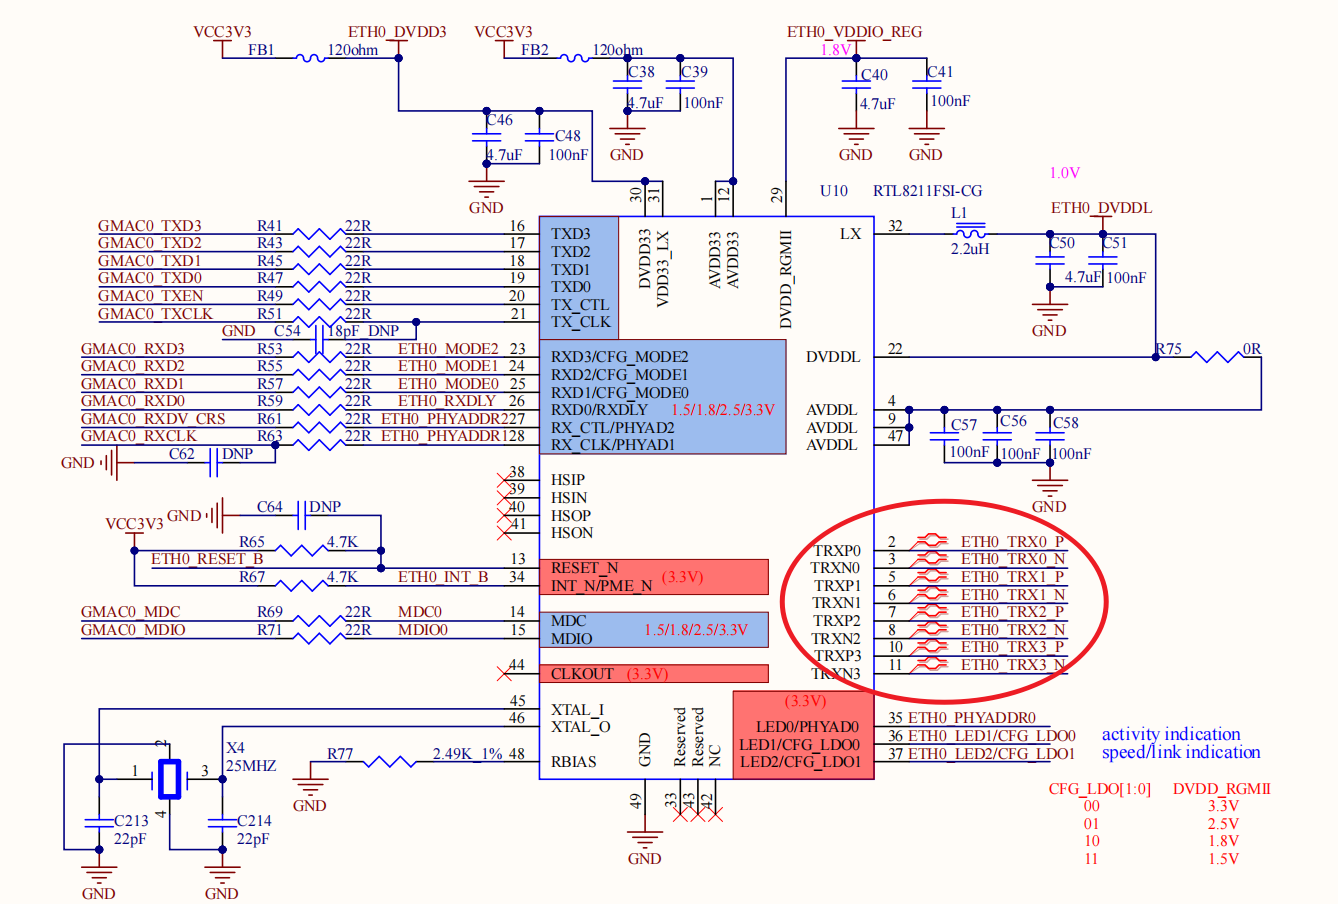 VCC3V3 ETH0_DVDD3 VCC3V3 ETH0_VDDIO_REG
FB1 120ohm FB2 120ohm 1.8V
C38 C39 C40 C41
4.7uF 100nF 4.7uF 100nF
C46 C48
4.7uF 100nF GND GND GND
1.0V
GND 30 31 1 12 29 U10 RTL8211FSI-CG
ETH0_DVDDL
L1
GMAC0_TXD3 R41 22R 16 TXD3 LX 32
GMAC0_TXD2 R43 22R 17 TXD2 2.2uH C50 C51
GMAC0_TXD1 R45 22R 18 TXD1
GMAC0_TXD0 R47 22R 19 TXD0 4.7uF 100nF
GMAC0_TXEN R49 22R 20 TX_CTL
GMAC0_TXCLK R51 22R 21 TX_CLK
DVDD33 VDD33_LX AVDD33 AVDD33 DVDD_RGMII
GND C54 18pF_DNP GND
GMAC0_RXD3 R53 22R ETH0_MODE2 23 RXD3/CFG_MODE2 DVDDL 22 R75 0R
GMAC0_RXD2 R55 22R ETH0_MODE1 24 RXD2/CFG_MODE1
GMAC0_RXD1 R57 22R ETH0_MODE0 25 RXD1/CFG_MODE0
GMAC0_RXD0 R59 22R ETH0_RXDLY 26 RXD0/RXDLY 1.5/1.8/2.5/3.3V AVDDL 4
GMAC0_RXDV_CRS R61 22R ETH0_PHYADDR2 27 RX_CTL/PHYAD2 AVDDL 9 C57 C56 C58
GMAC0_RXCLK R63 22R ETH0_PHYADDR1 28 RX_CLK/PHYAD1 AVDDL 47
GND C62 DNP 100nF 100nF 100nF
38 HSIP
39 HSIN
40 HSOP
41 HSON
GND C64 DNP GND
VCC3V3
R65 4.7K TRXP0 2 ETH0_TRX0_P
ETH0_RESET_B 13 RESET_N TRXN0 3 ETH0_TRX0_N
R67 4.7K ETH0_INT_B 34 INT_N/PME_N (3.3V) TRXP1 5 ETH0_TRX1_P
TRXN1 6 ETH0_TRX1_N
GMAC0_MDC R69 22R MDC0 14 MDC TRXP2 7 ETH0_TRX2_P
GMAC0_MDIO R71 22R MDIO0 15 MDIO 1.5/1.8/2.5/3.3V TRXN2 8 ETH0_TRX2_N
TRXP3 10 ETH0_TRX3_P
44 CLKOUT (3.3V) TRXN3 11 ETH0_TRX3_N
45 XTAL_I (3.3V)
46 XTAL_O LED0/PHYAD0 35 ETH0_PHYADDR0
LED1/CFG_LDO0 36 ETH0_LED1/CFG_LDO0 activity indication
R77 2.49K_1% 48 RBIAS LED2/CFG_LDO1 37 ETH0_LED2/CFG_LDO1 speed/link indication
GND Reserved Reserved NC
2 X4
1 3 25MHZ
4
GND 49 33 43 42
CFG_LDO[1:0] DVDD_RGMII
00 3.3V
C213 C214 01 2.5V
22pF 22pF 10 1.8V
GND 11 1.5V
GND GND